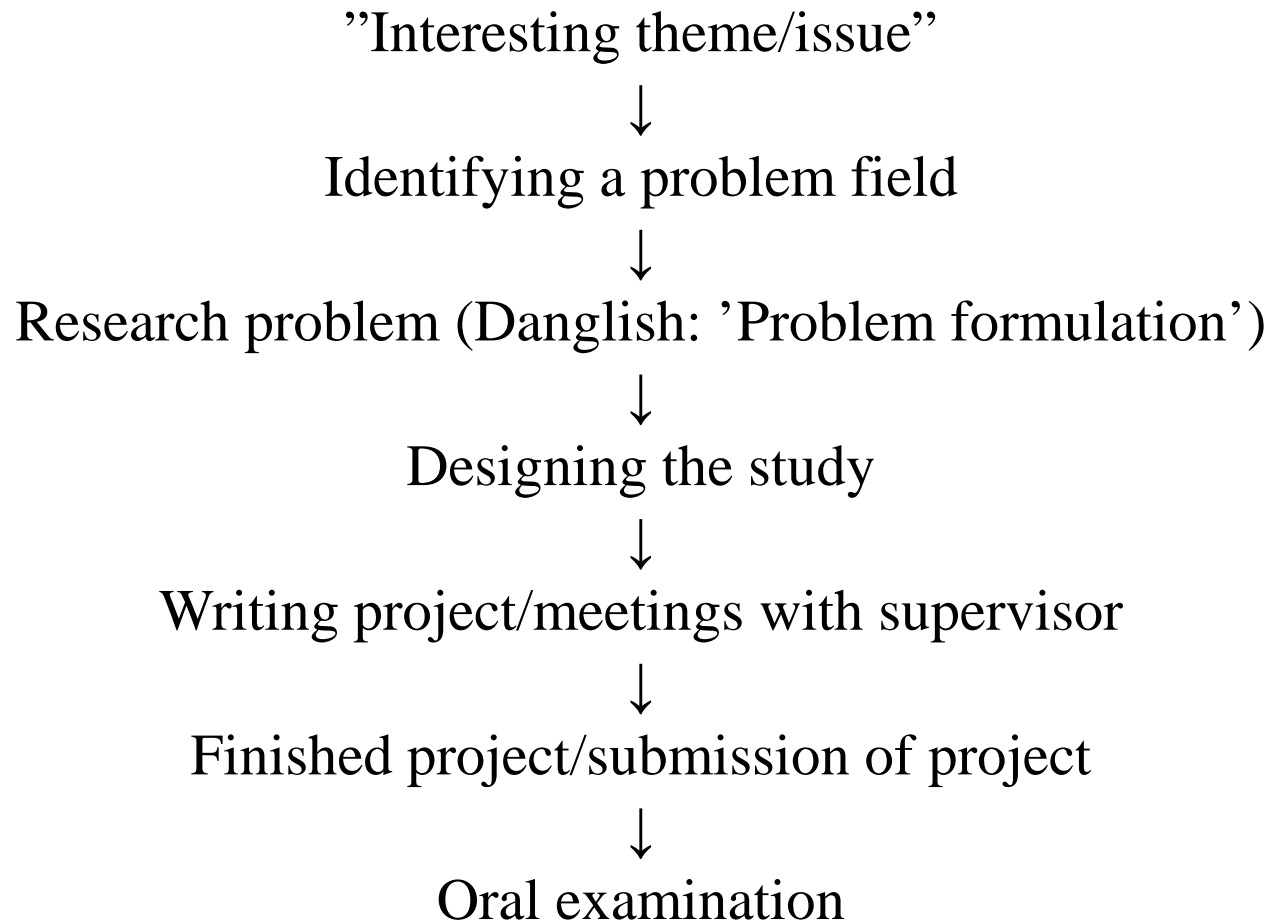 ”Interesting theme/issue”
↓
Identifying a problem field
↓
Research problem (Danglish: ’Problem formulation’)
↓
Designing the study
↓
Writing project/meetings with supervisor
↓
Finished project/submission of project
↓
Oral examination